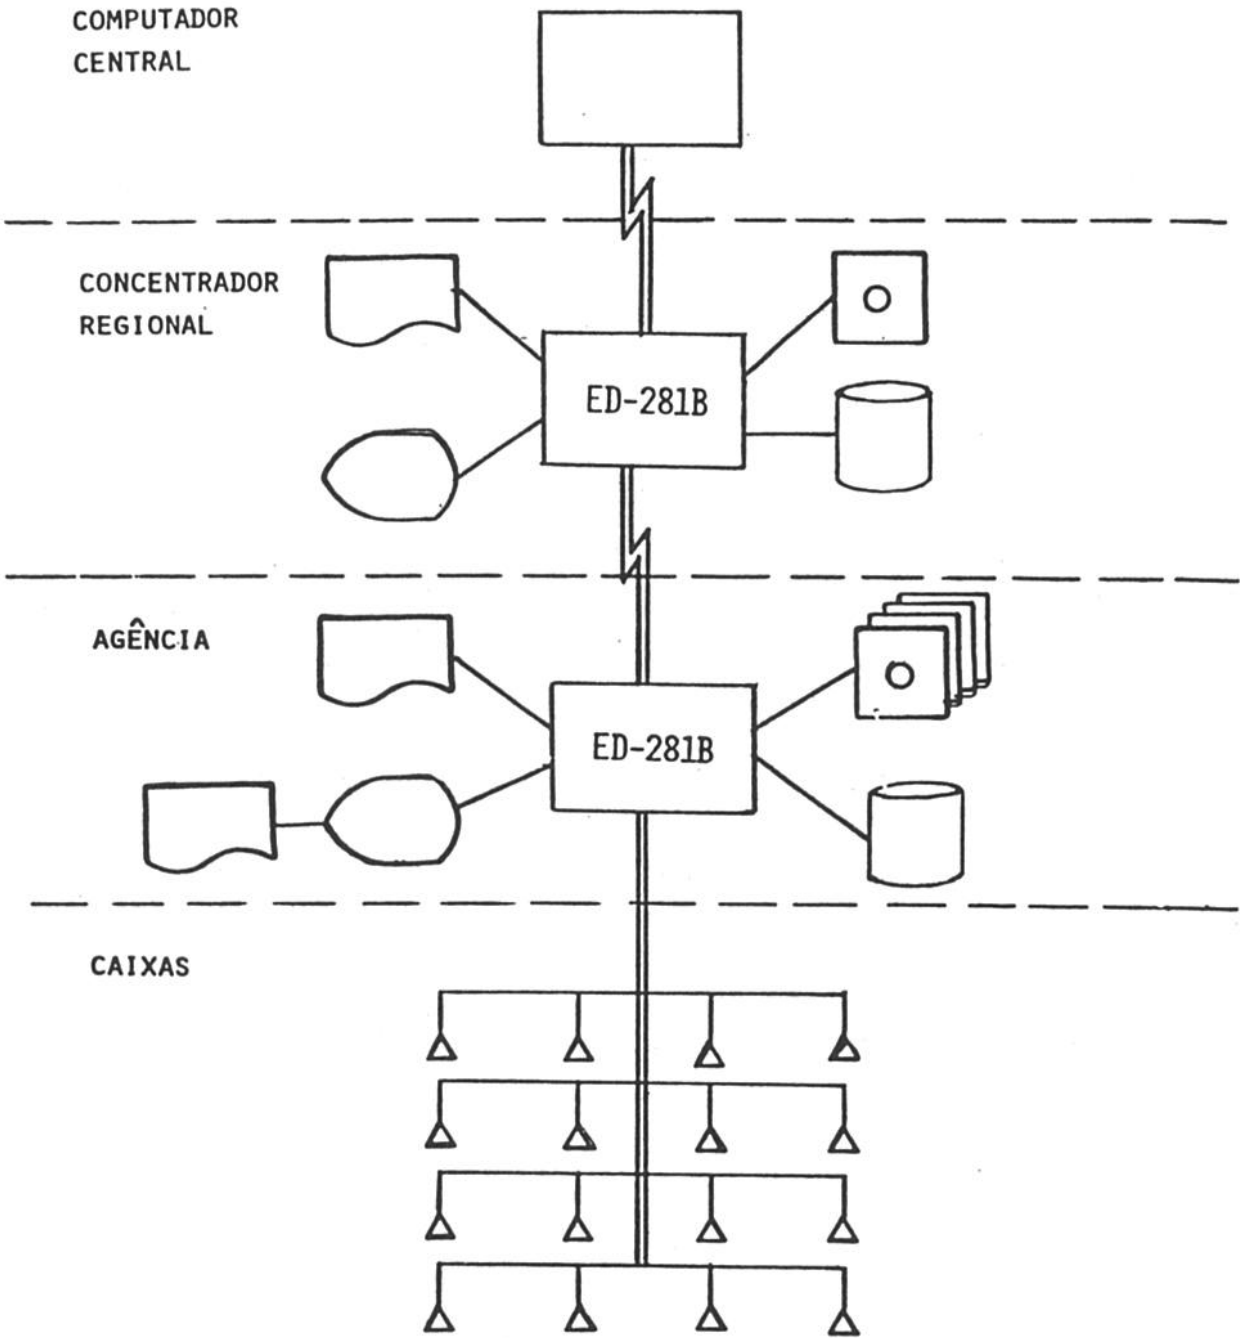 COMPUTADOR
CENTRAL
CONCENTRADOR
REGIONAL
ED-281B
AGÊNCIA
ED-281B
CAIXAS